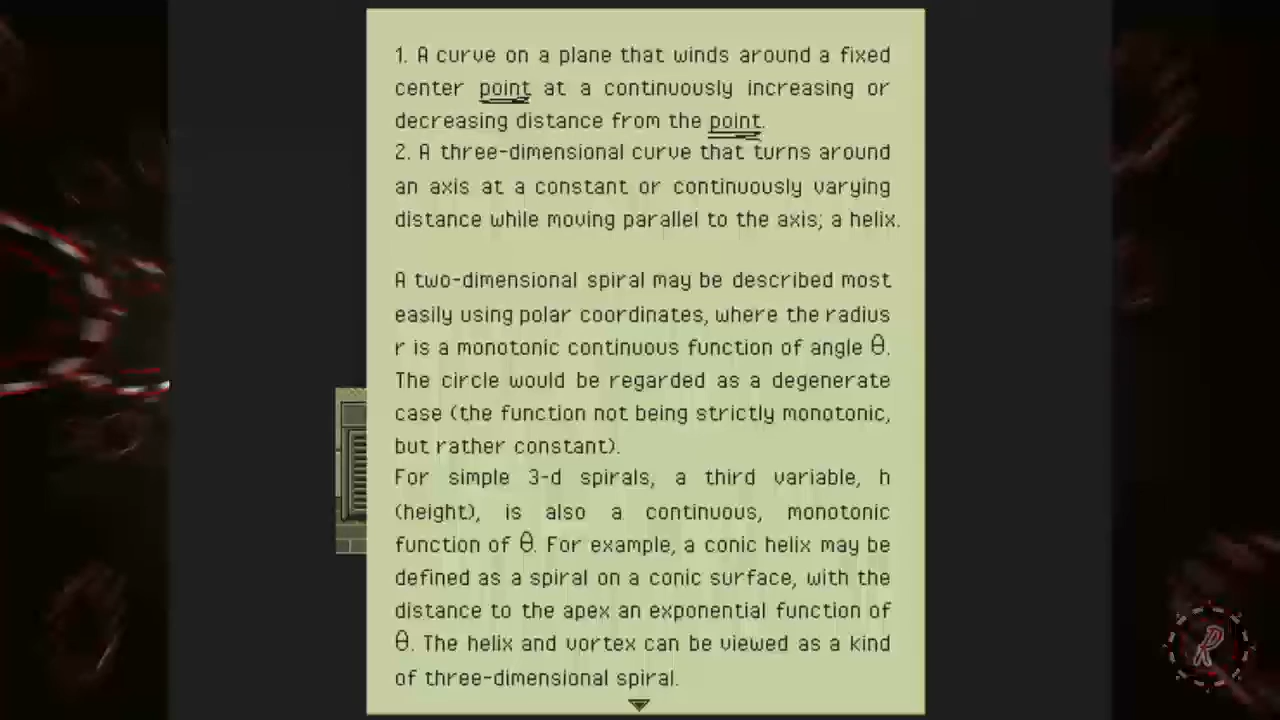 1. A curve on a plane that winds around a fixed
center point at a continuously increasing or
decreasing distance from the point.
2. A three-dimensional curve that turns around
an axis at a constant or continuously varying
distance while moving parallel to the axis; a helix.
A two-dimensional spiral may be described most
easily using polar coordinates, where the radius
r is a monotonic continuous function of angle θ.
The circle would be regarded as a degenerate
case (the function not being strictly monotonic,
but rather constant).
For simple 3-d spirals, a third variable, h
(height), is also a continuous, monotonic
function of θ. For example, a conic helix may be
defined as a spiral on a conic surface, with the
distance to the apex an exponential function of
θ. The helix and vortex can be viewed as a kind
of three-dimensional spiral.
R